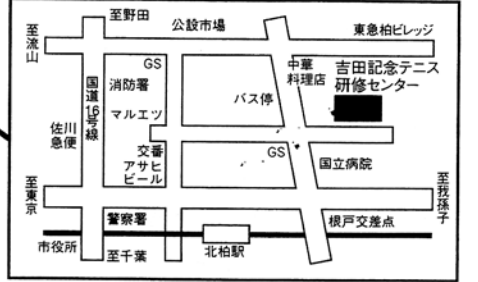 至野田
公設市場
東急柏ビレッジ
至流山
GS
中華
料理店
吉田記念テニス
研修センター
国道16号線
消防署
バス停
マルエツ
佐川
急便
交番
アサヒ
ビール
GS
国立病院
至東京
至我孫子
警察署
根戸交差点
市役所
至千葉
北柏駅